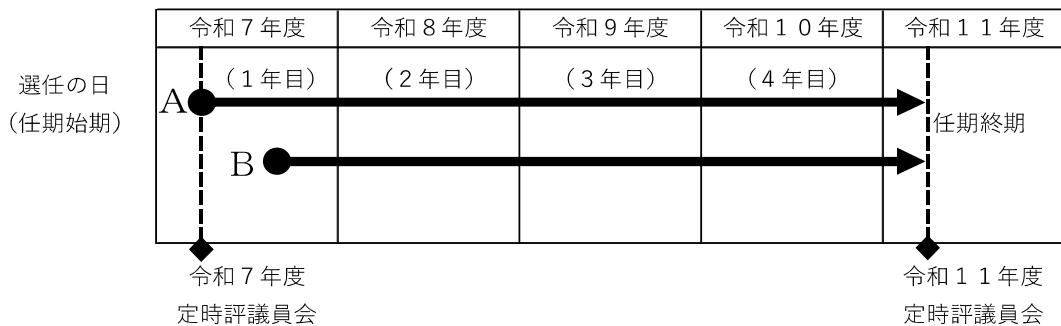 令和７年度 令和８年度 令和９年度 令和１０年度 令和１１年度
選任の日
（任期始期）
（１年目） （２年目） （３年目） （４年目）
A
任期終期
B
令和７年度
定時評議員会
令和１１年度
定時評議員会